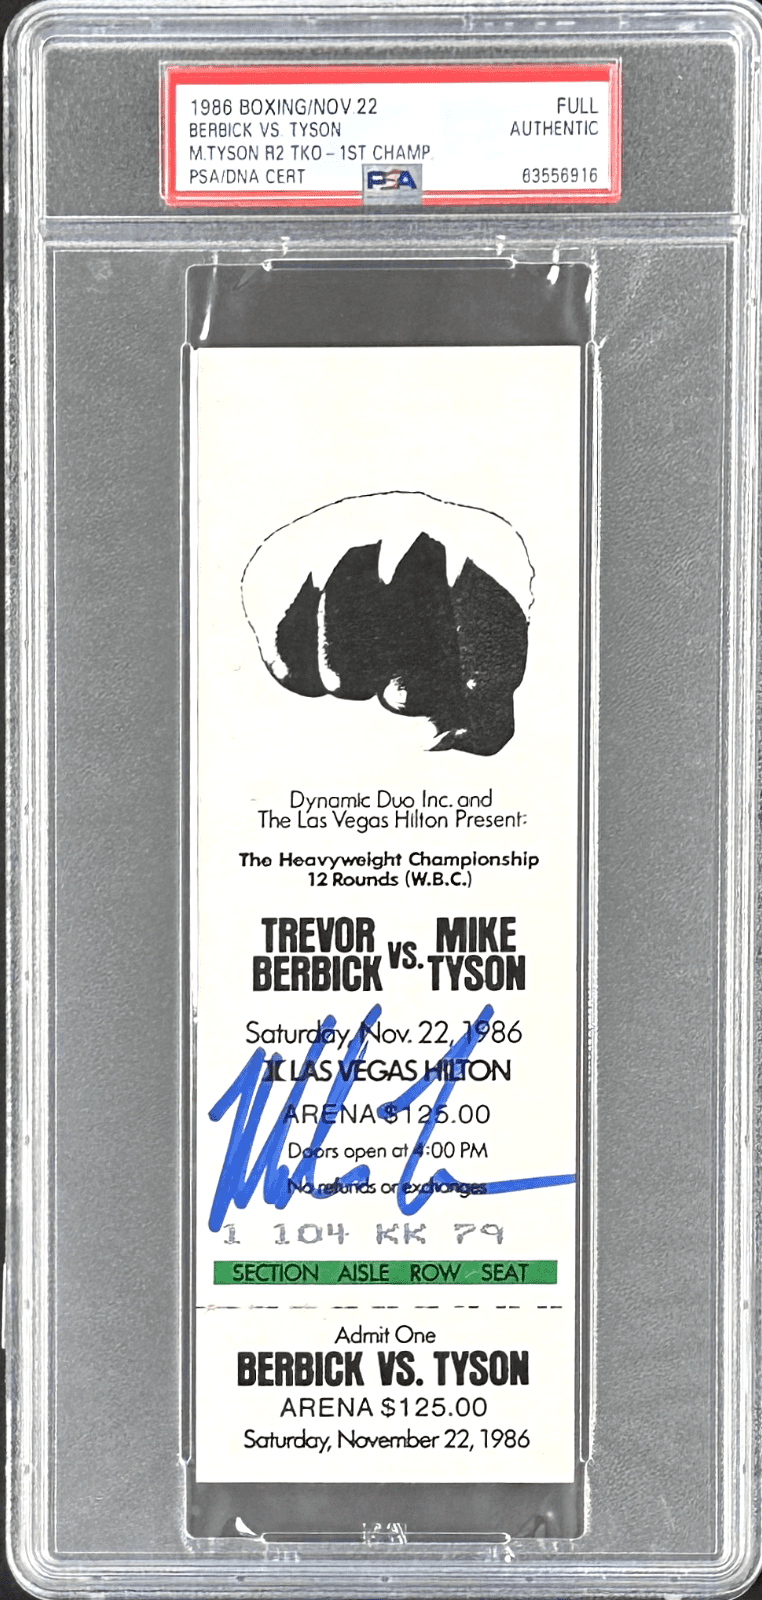 1986 BOXING/NOV.22 FULL
BERBICK VS. TYSON AUTHENTIC
M.TYSON R2 TKO - 1ST CHAMP.
PSA/DNA CERT PSA 63556916
Dynamic Duo Inc. and
The Las Vegas Hilton Present:
The Heavyweight Championship
12 Rounds (W.B.C.)
TREVOR BERBICK VS. MIKE TYSON
Saturday, Nov. 22, 1986
LAS VEGAS HILTON
ARENA $125.00
Doors open at 4:00 PM
No refunds or exchanges
1 104 KK 79
SECTION AISLE ROW SEAT
Admit One
BERBICK VS. TYSON
ARENA $125.00
Saturday, November 22, 1986